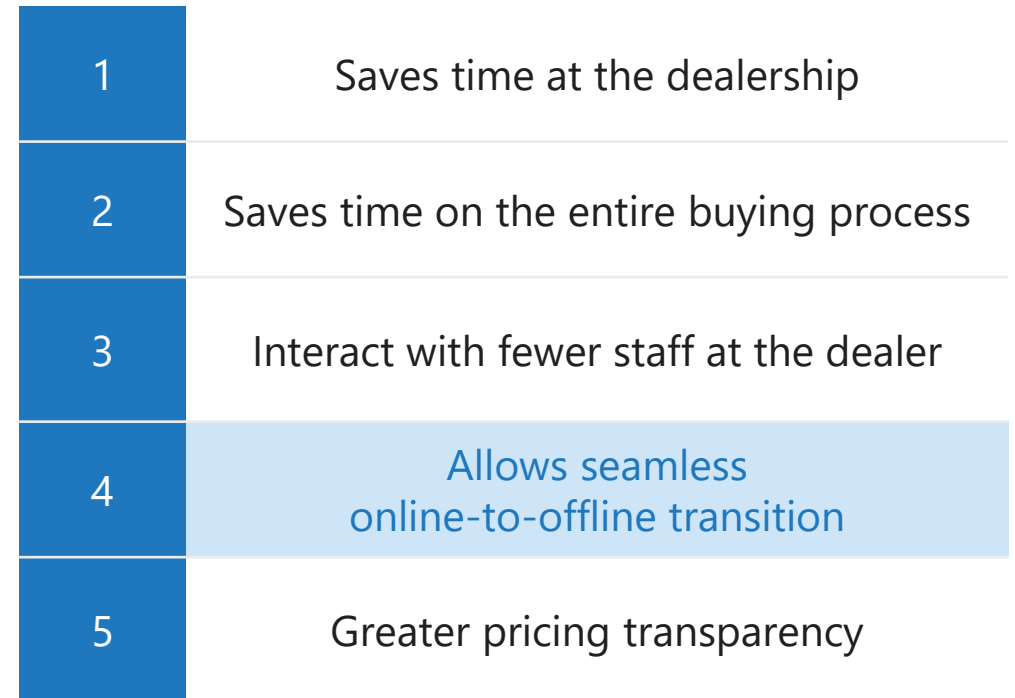 1 Saves time at the dealership
2 Saves time on the entire buying process
3 Interact with fewer staff at the dealer
4 Allows seamless
online-to-offline transition
5 Greater pricing transparency